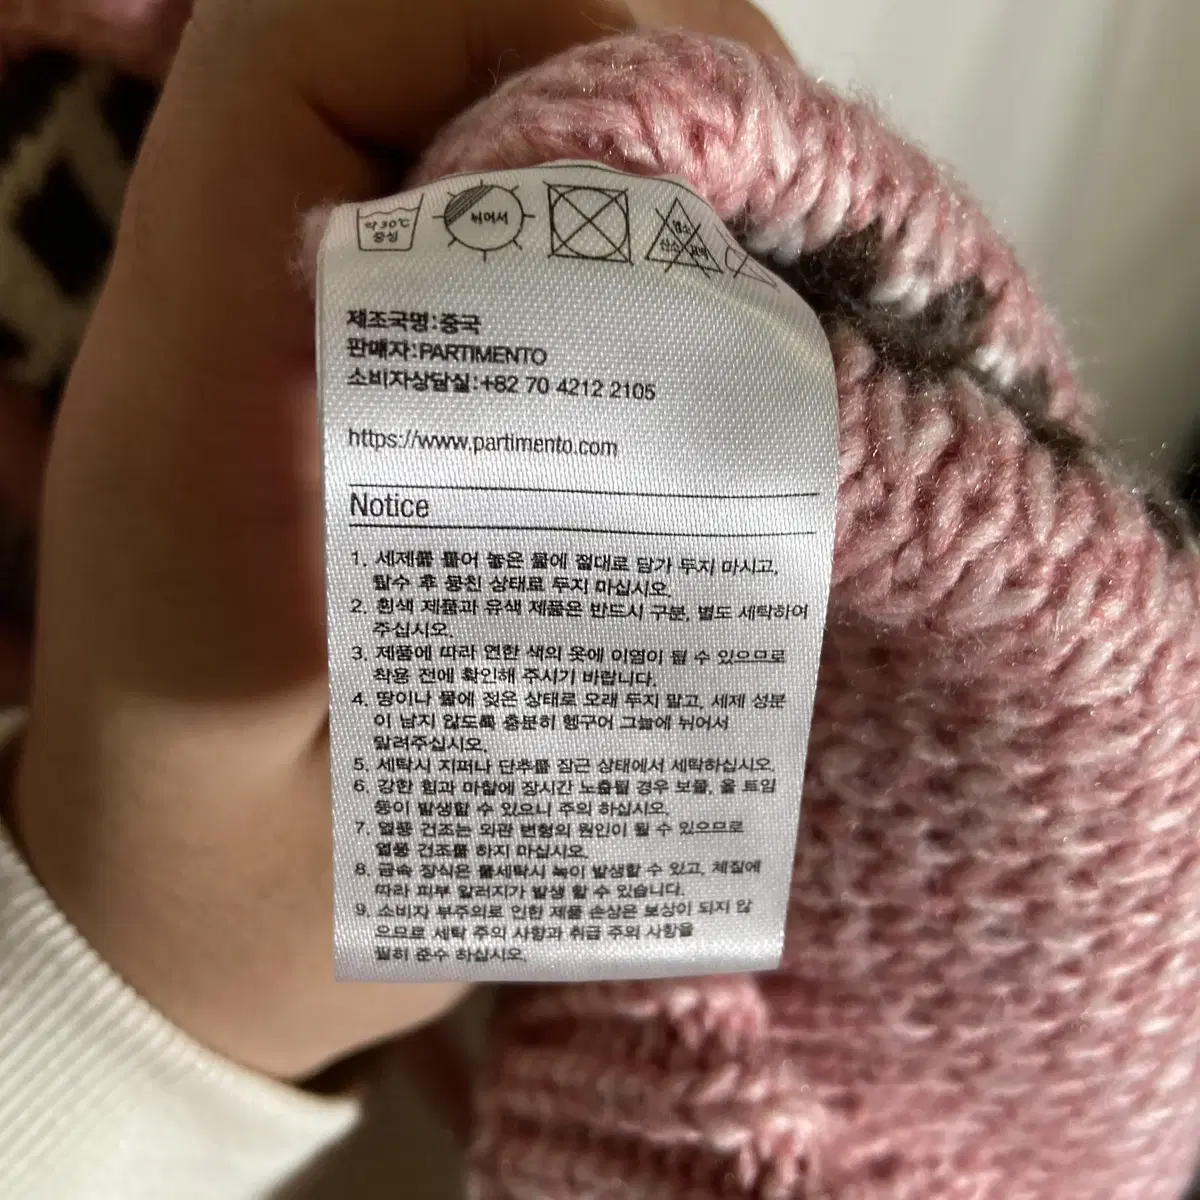 약 30℃
중성
뉘어서
염소
산소 표백
제조국명:중국
판매자:PARTIMENTO
소비자상담실:+82 70 4212 2105
https://www.partimento.com
Notice
1. 세제를 풀어 놓은 물에 절대로 담가 두지 마시고,
탈수 후 뭉친 상태로 두지 마십시오.
2. 흰색 제품과 유색 제품은 반드시 구분, 별도 세탁하여
주십시오.
3. 제품에 따라 연한 색의 옷에 이염이 될 수 있으므로
착용 전에 확인해 주시기 바랍니다.
4. 땀이나 물에 젖은 상태로 오래 두지 말고, 세제 성분
이 남지 않도록 충분히 헹구어 그늘에 뉘어서
말려주십시오.
5. 세탁시 지퍼나 단추를 잠근 상태에서 세탁하십시오.
6. 강한 힘과 마찰에 장시간 노출될 경우 보풀, 올 트임
등이 발생할 수 있으니 주의 하십시오.
7. 열풍 건조는 외관 변형의 원인이 될 수 있으므로
열풍 건조를 하지 마십시오.
8. 금속 장식은 물세탁시 녹이 발생할 수 있고, 체질에
따라 피부 알러지가 발생 할 수 있습니다.
9. 소비자 부주의로 인한 제품 손상은 보상이 되지 않
으므로 세탁 주의 사항과 취급 주의 사항을
필히 준수 하십시오.